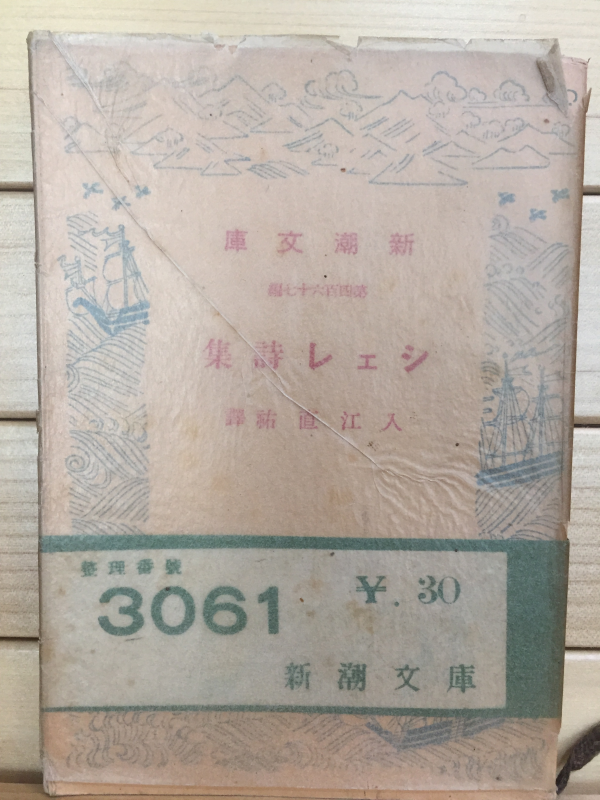 新潮文庫
第四百六十七編
シェレ詩集
入江直祐譯
整理番號
3061
¥.30
新潮文庫